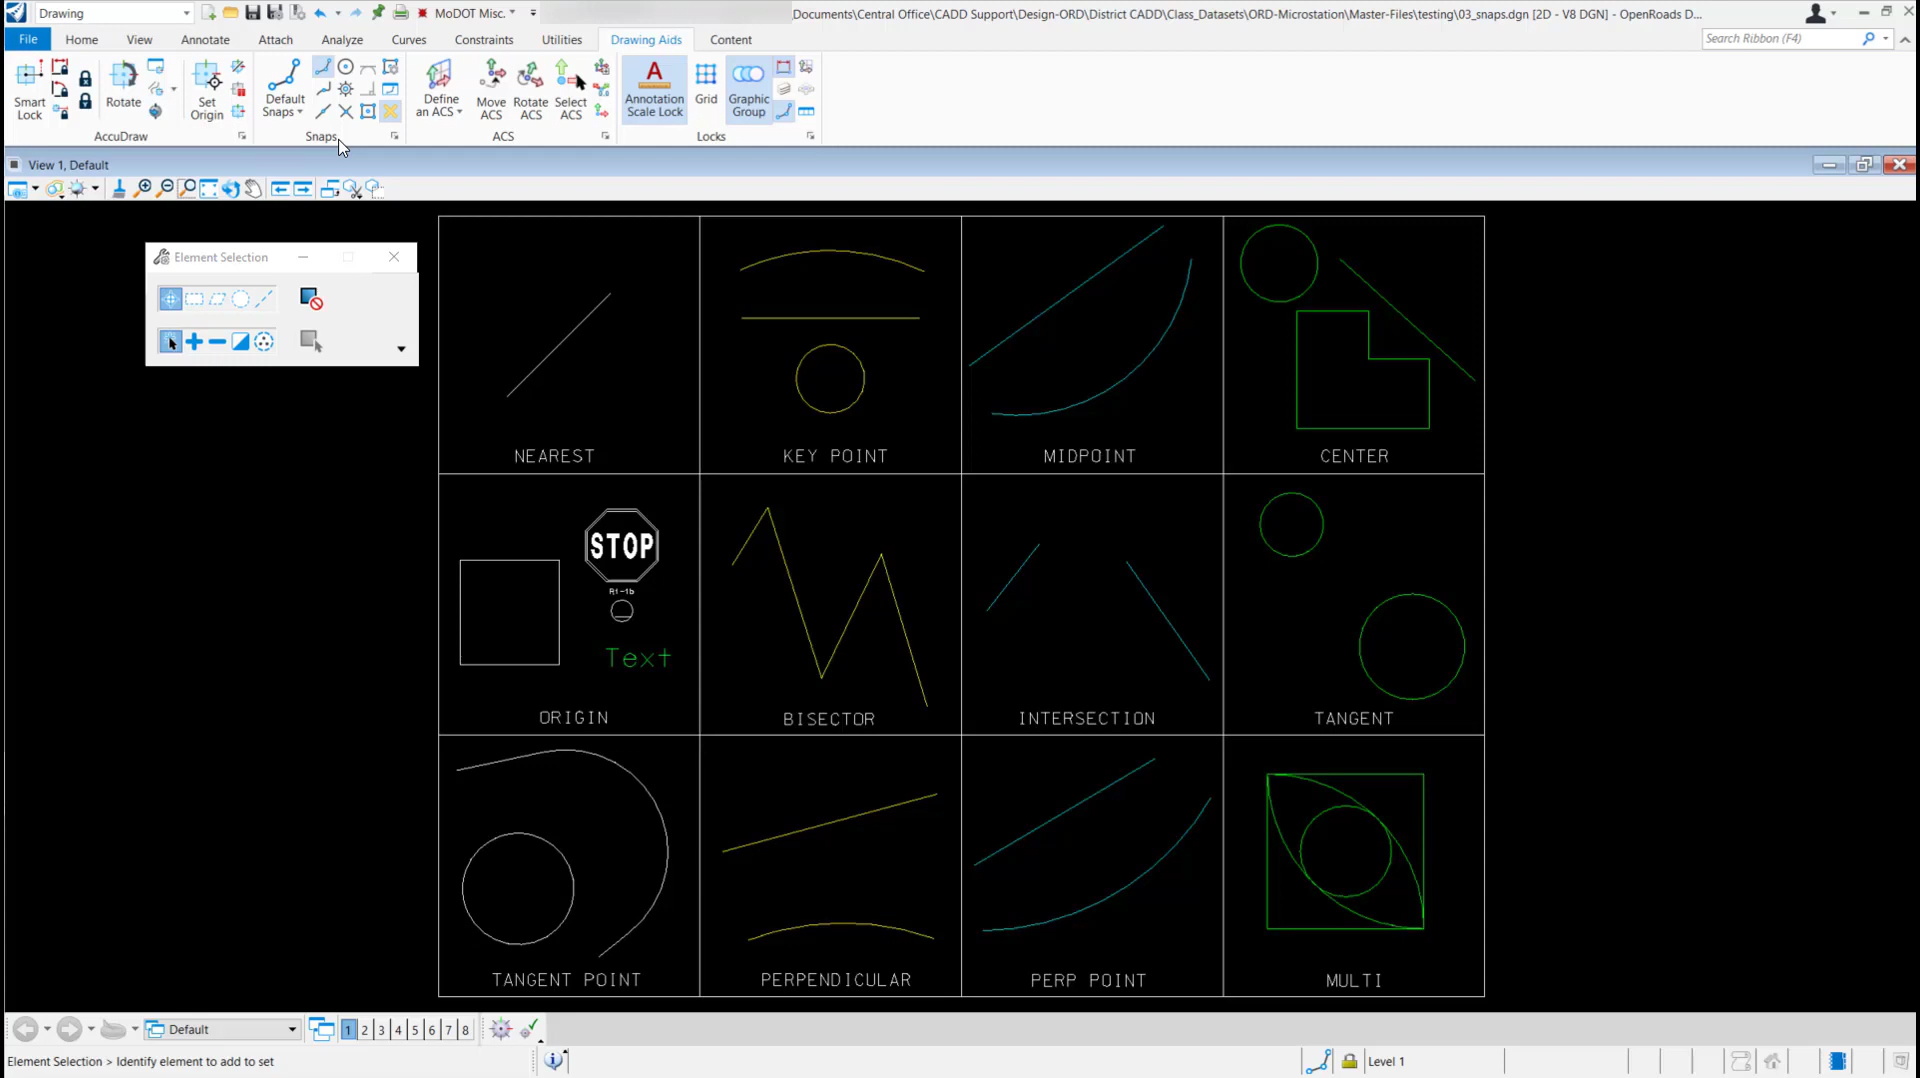 Drawing
MoDOT Misc.
Documents\Central Office\CADD Support\Design-ORD\District CADD\Class_Datasets\ORD-Microstation\Master-Files\testing\03_snaps.dgn [2D - V8 DGN] - OpenRoads D...
File
Home
View
Annotate
Attach
Analyze
Curves
Constraints
Utilities
Drawing Aids
Content
Search Ribbon (F4)
Smart
Lock
Rotate
Set
Origin
Default
Snaps
Define
an ACS
Move
ACS
Rotate
ACS
Select
ACS
Annotation
Scale Lock
Grid
Graphic
Group
AccuDraw
Snaps
ACS
Locks
View 1, Default
Element Selection
NEAREST
KEY POINT
MIDPOINT
CENTER
STOP
R1-1b
Text
ORIGIN
BISECTOR
INTERSECTION
TANGENT
TANGENT POINT
PERPENDICULAR
PERP POINT
MULTI
Default
1 2 3 4 5 6 7 8
Element Selection > Identify element to add to set
Level 1